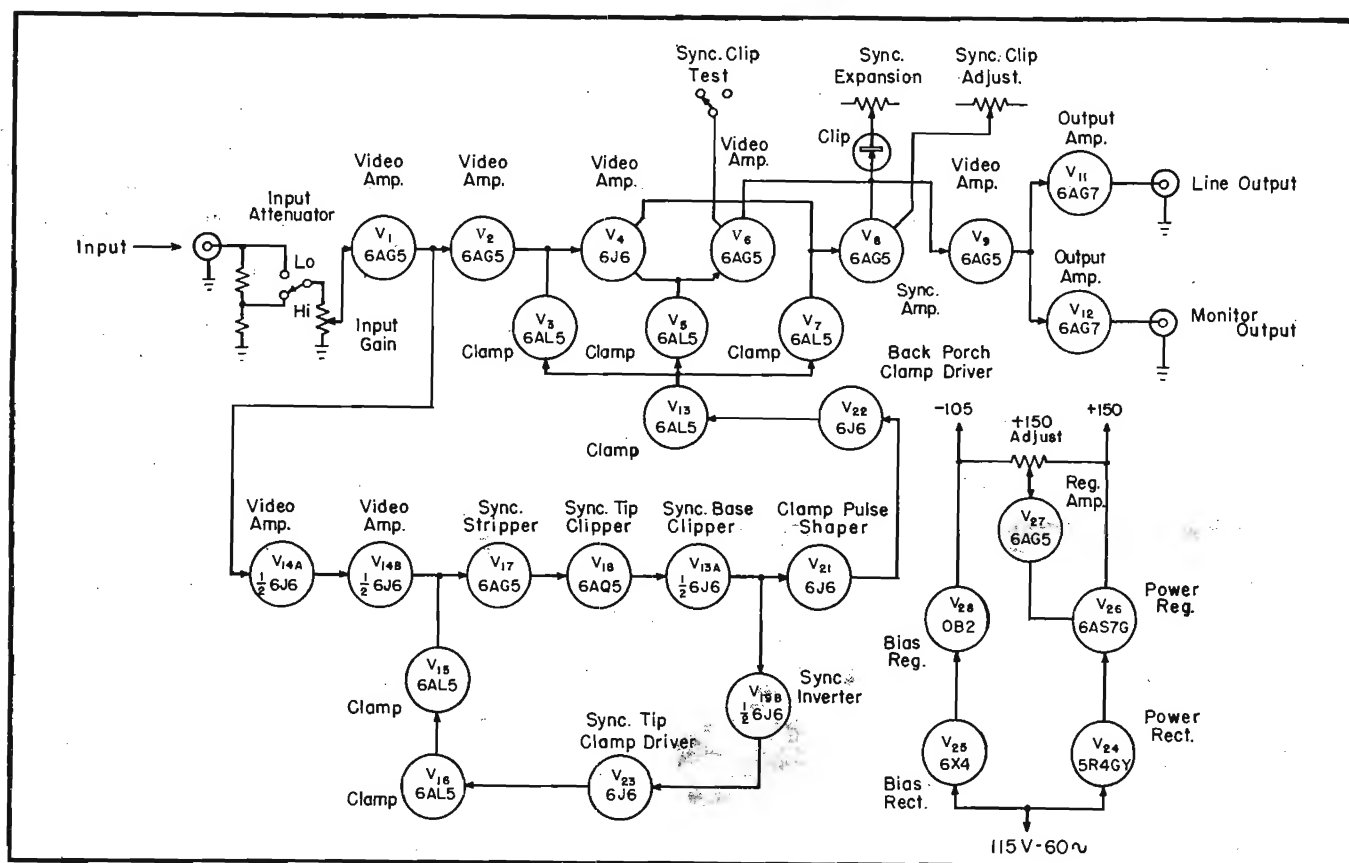 Sync. Clip
Test
Sync.
Expansion
Sync. Clip
Adjust.
Clip
Output
Amp.
Video
Amp.
Video
Amp.
Video
Amp.
Video
Amp.
Video
Amp.
Input
Attenuator
Input
Lo
Hi
Input
Gain
V1
6AG5
V2
6AG5
V4
6J6
V6
6AG5
V8
6AG5
Sync.
Amp.
V9
6AG5
V11
6AG7
Line Output
Output
Amp.
V12
6AG7
Monitor
Output
V3
6AL5
Clamp
V5
6AL5
Clamp
V7
6AL5
Clamp
Back Porch
Clamp Driver
V13
6AL5
Clamp
V22
6J6
-105
+150
Adjust
+150
Reg.
Amp.
V27
6AG5
Video
Amp.
Video
Amp.
Sync.
Stripper
Sync. Tip
Clipper
Sync. Base
Clipper
Clamp Pulse
Shaper
V14A
1/2 6J6
V14B
1/2 6J6
V17
6AG5
V18
6AQ5
V13A
1/2 6J6
V21
6J6
V28
OB2
Bias
Reg.
V26
6AS7G
Power
Reg.
V15
6AL5
Clamp
V19B
1/2 6J6
Sync.
Inverter
Sync. Tip
Clamp Driver
V16
6AL5
Clamp
V23
6J6
V25
6X4
Bias
Rect.
V24
5R4GY
Power
Rect.
115V-60~